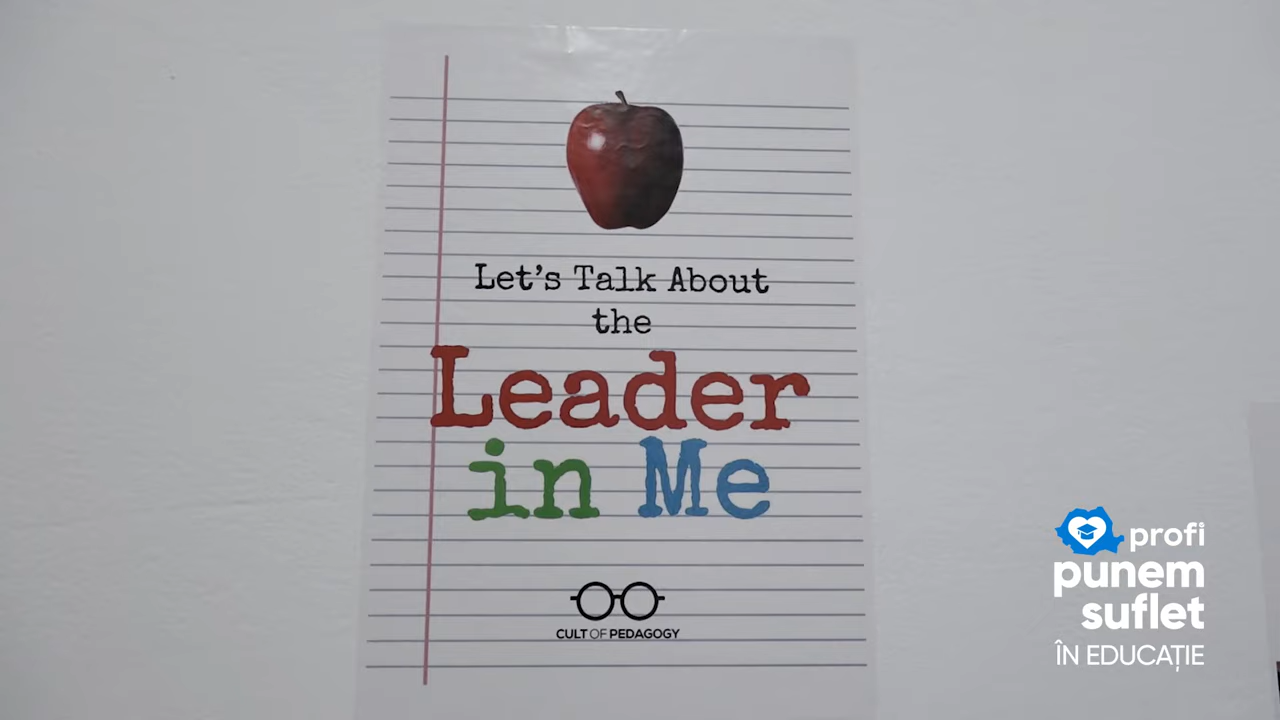 Let's Talk About
the
Leader
in Me
CULT OF PEDAGOGY
profi
punem
suflet
ÎN EDUCAȚIE